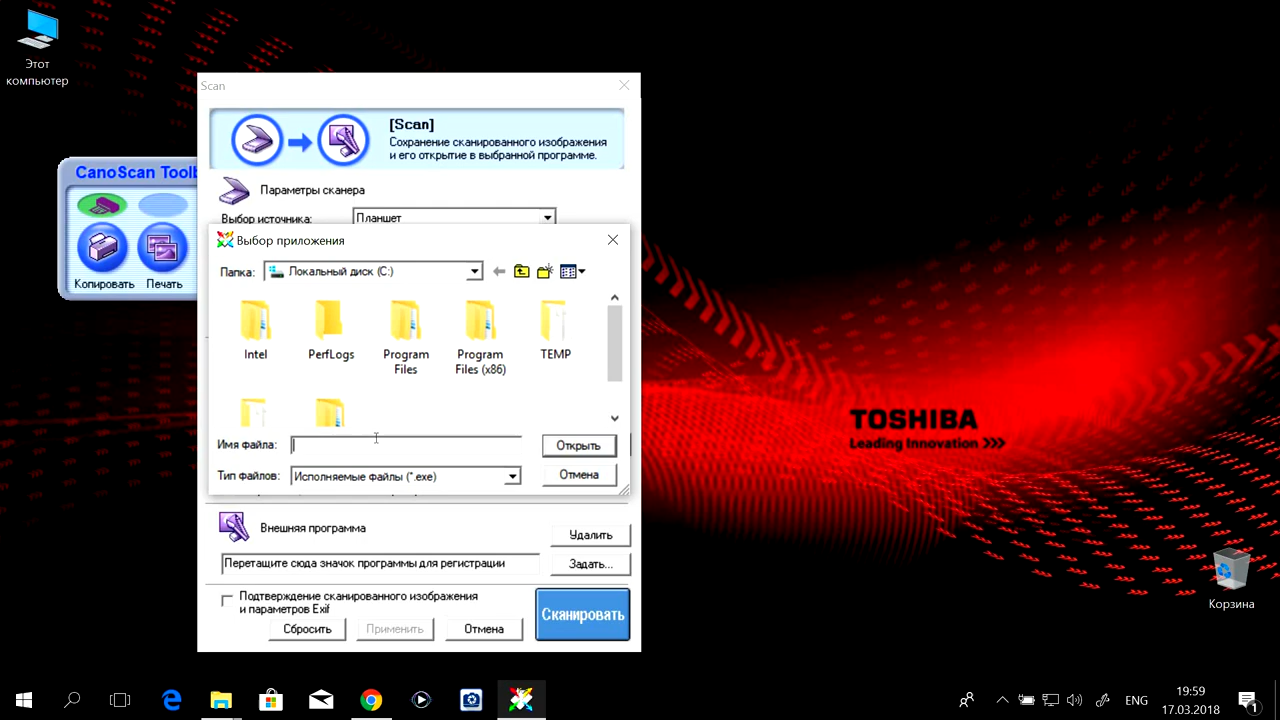 Этот
компьютер
Scan
[Scan]
Сохранение сканированного изображения
и его открытие в выбранной программе.
CanoScan Toolb
Параметры сканера
Выбор источника:
Планшет
Копировать
Печать
Выбор приложения
Папка:
Локальный диск (C:)
Intel
PerfLogs
Program
Files
Program
Files (x86)
TEMP
Имя файла:
Открыть
Тип файлов:
Исполняемые файлы (*.exe)
Отмена
TOSHIBA
Leading Innovation >>>
Внешняя программа
Удалить
Перетащите сюда значок программы для регистрации
Задать...
Подтверждение сканированного изображения
и параметров Exif
Сканировать
Сбросить
Применить
Отмена
Корзина
ENG
19:59
17.03.2018
1